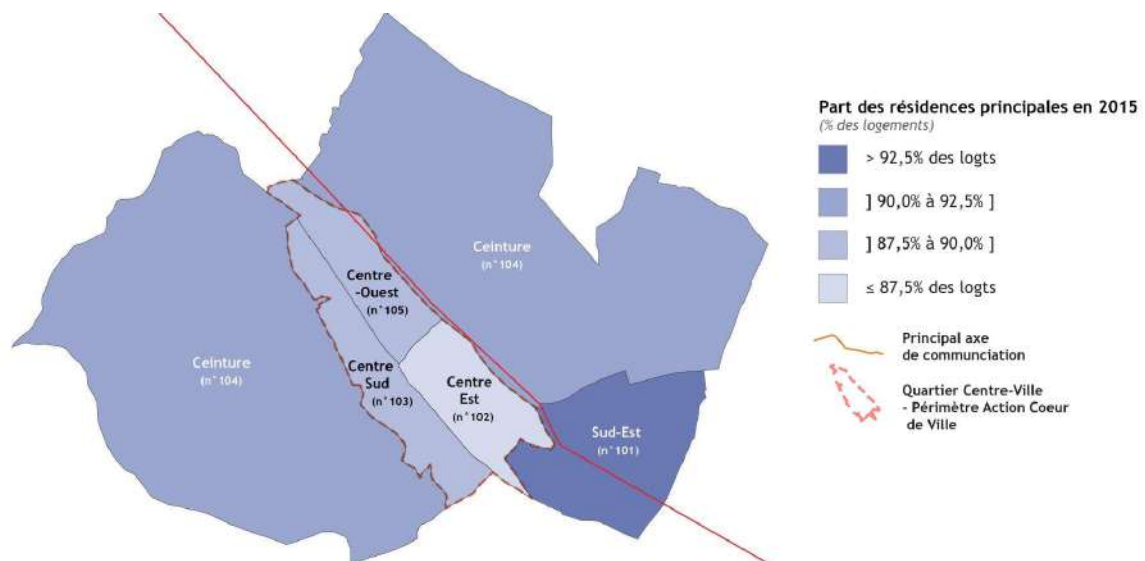 Part des résidences principales en 2015
(% des logements)
> 92,5% des logts
] 90,0% à 92,5% ]
] 87,5% à 90,0% ]
≤ 87,5% des logts
Principal axe
de communciation
Quartier Centre-Ville
- Périmètre Action Coeur
de Ville
Ceinture
(n°104)
Centre
-Ouest
(n°105)
Ceinture
(n°104)
Centre
Sud
(n°103)
Centre
Est
(n°102)
Sud-Est
(n°101)